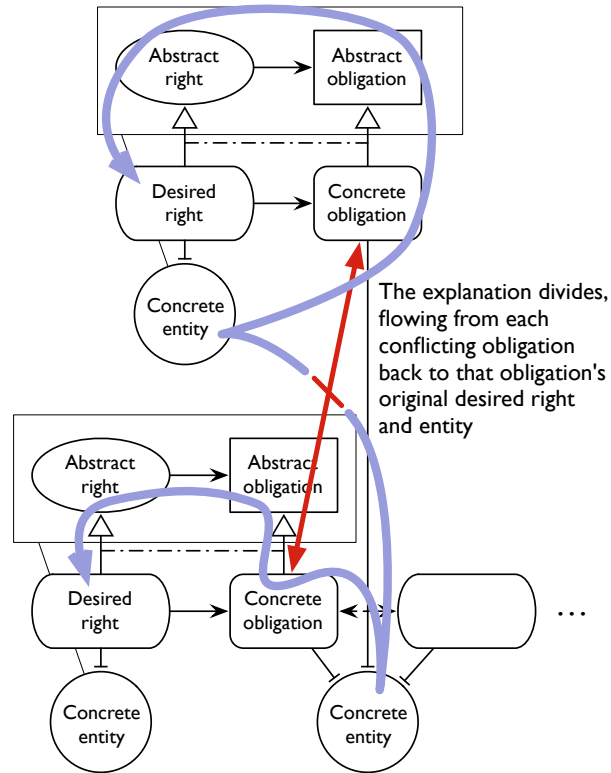 Abstract
right
Abstract
obligation
Desired
right
Concrete
obligation
Concrete
entity
The explanation divides,
flowing from each
conflicting obligation
back to that obligation's
original desired right
and entity
Abstract
right
Abstract
obligation
Desired
right
Concrete
obligation
...
Concrete
entity
Concrete
entity